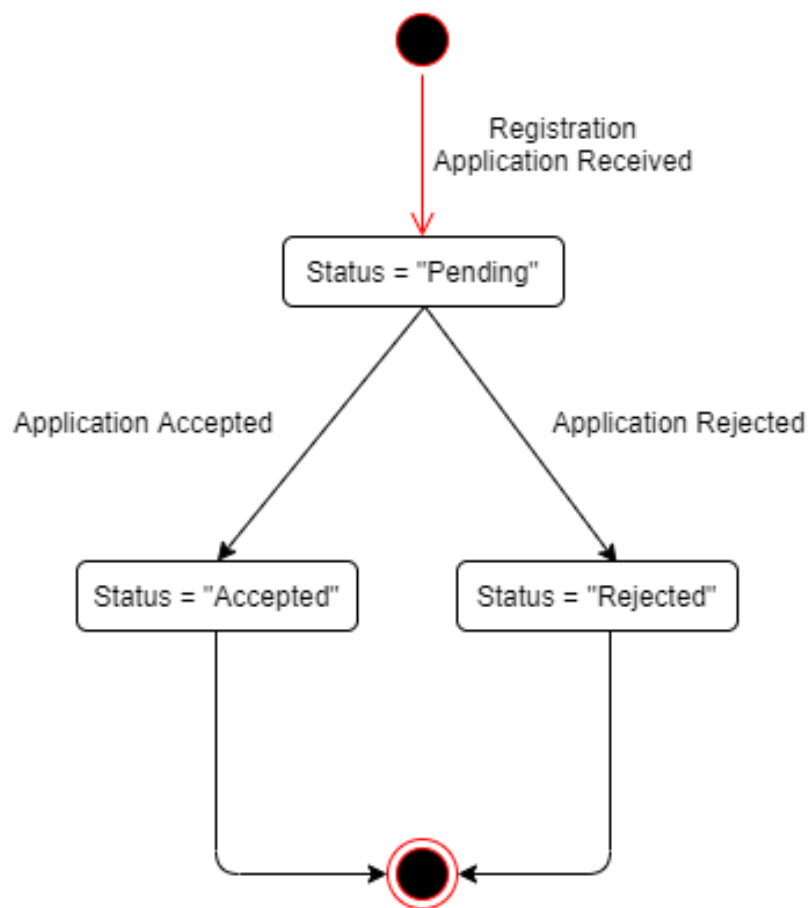 Registration
Application Received
Status = "Pending"
Application Accepted
Application Rejected
Status = "Accepted"
Status = "Rejected"